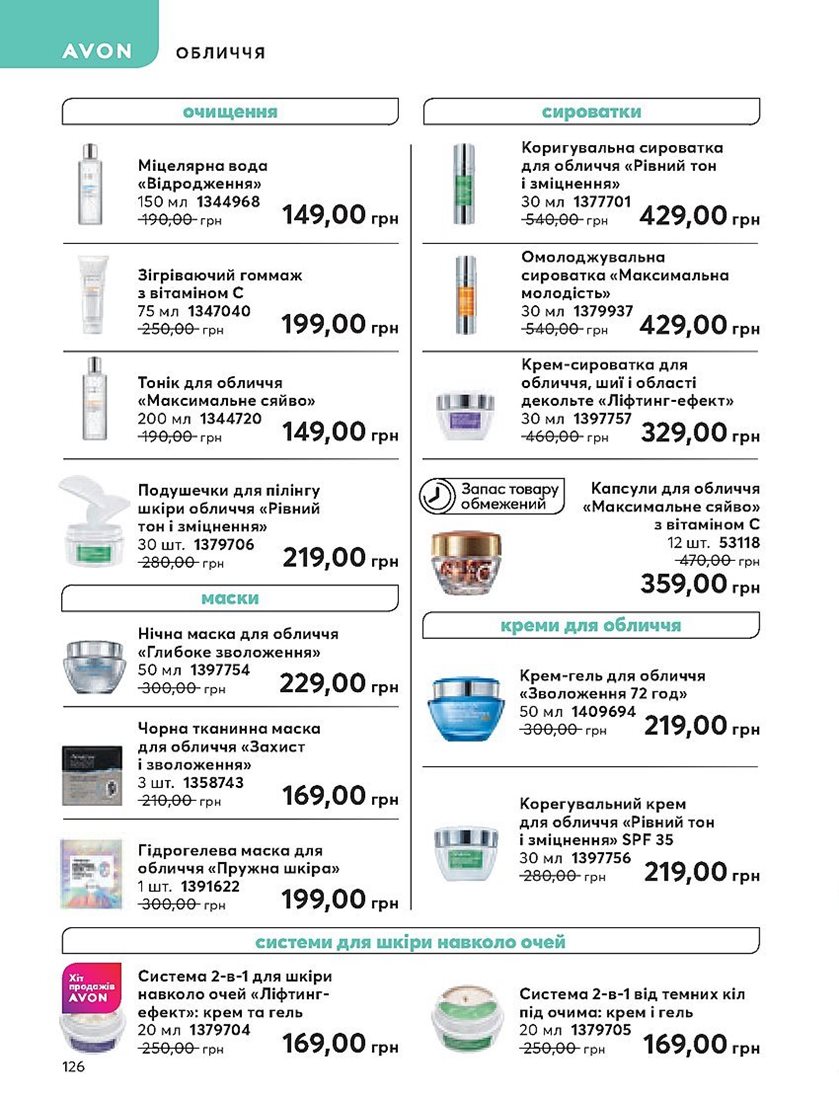 AVON
ОБЛИЧЧЯ
очищення
Міцелярна вода
«Відродження»
150 мл 1344968
190,00 грн
149,00 грн
Зігріваючий гоммаж
з вітаміном С
75 мл 1347040
250,00 грн
199,00 грн
Тонік для обличчя
«Максимальне сяйво»
200 мл 1344720
190,00 грн
149,00 грн
Подушечки для пілінгу
шкіри обличчя «Рівний
тон і зміцнення»
30 шт. 1379706
280,00 грн
219,00 грн
маски
Нічна маска для обличчя
«Глибоке зволоження»
50 мл 1397754
300,00 грн
229,00 грн
Чорна тканинна маска
для обличчя «Захист
і зволоження»
3 шт. 1358743
210,00 грн
169,00 грн
Гідрогелева маска для
обличчя «Пружна шкіра»
1 шт. 1391622
300,00 грн
199,00 грн
сироватки
Коригувальна сироватка
для обличчя «Рівний тон
і зміцнення»
30 мл 1377701
540,00 грн
429,00 грн
Омолоджувальна
сироватка «Максимальна
молодість»
30 мл 1379937
540,00 грн
429,00 грн
Крем-сироватка для
обличчя, шиї і області
декольте «Ліфтинг-ефект»
30 мл 1397757
460,00 грн
329,00 грн
Запас товару
обмежений
Капсули для обличчя
«Максимальне сяйво»
з вітаміном С
12 шт. 53118
470,00 грн
359,00 грн
креми для обличчя
Крем-гель для обличчя
«Зволоження 72 год»
50 мл 1409694
300,00 грн
219,00 грн
Корегувальний крем
для обличчя «Рівний тон
і зміцнення» SPF 35
30 мл 1397756
280,00 грн
219,00 грн
системи для шкіри навколо очей
Хіт
продажів
AVON
Система 2-в-1 для шкіри
навколо очей «Ліфтинг-
ефект»: крем та гель
20 мл 1379704
250,00 грн
169,00 грн
Система 2-в-1 від темних кіл
під очима: крем і гель
20 мл 1379705
250,00 грн
169,00 грн
126